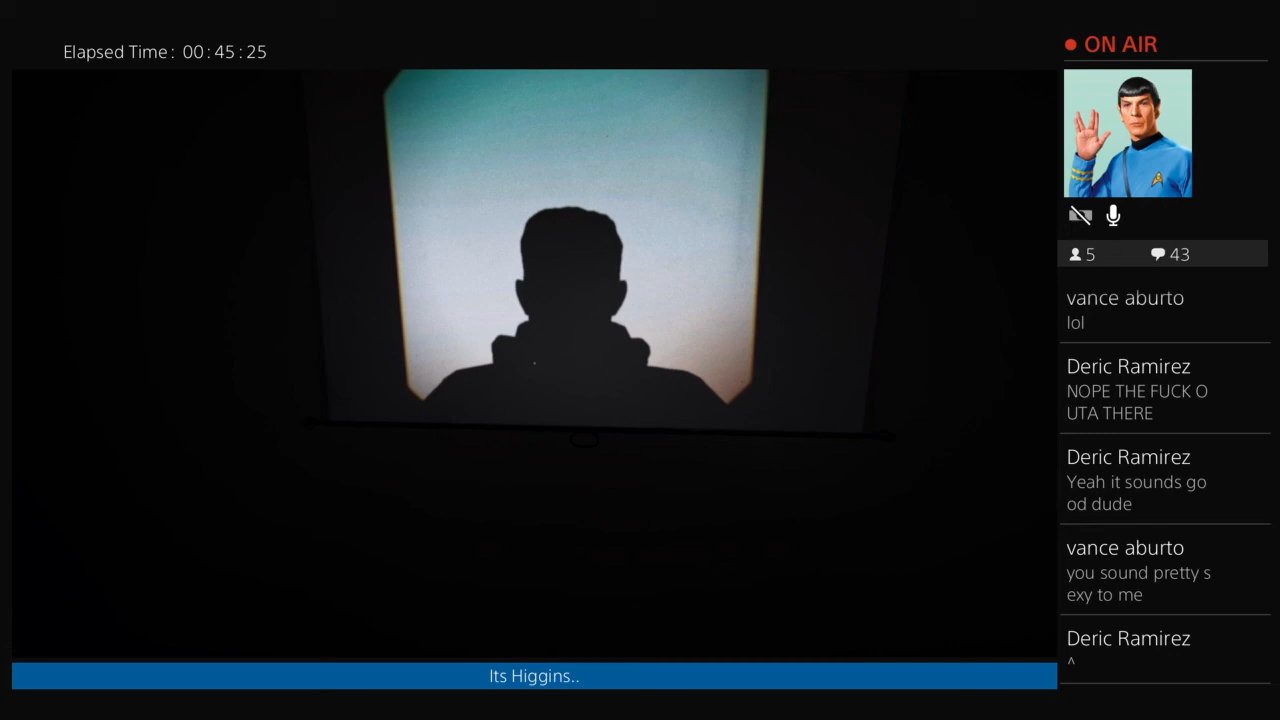 Elapsed Time: 00:45:25
ON AIR
5 43
vance aburto
lol
Deric Ramirez
NOPE THE FUCK O
UTA THERE
Deric Ramirez
Yeah it sounds go
od dude
vance aburto
you sound pretty s
exy to me
Deric Ramirez
^
Its Higgins..